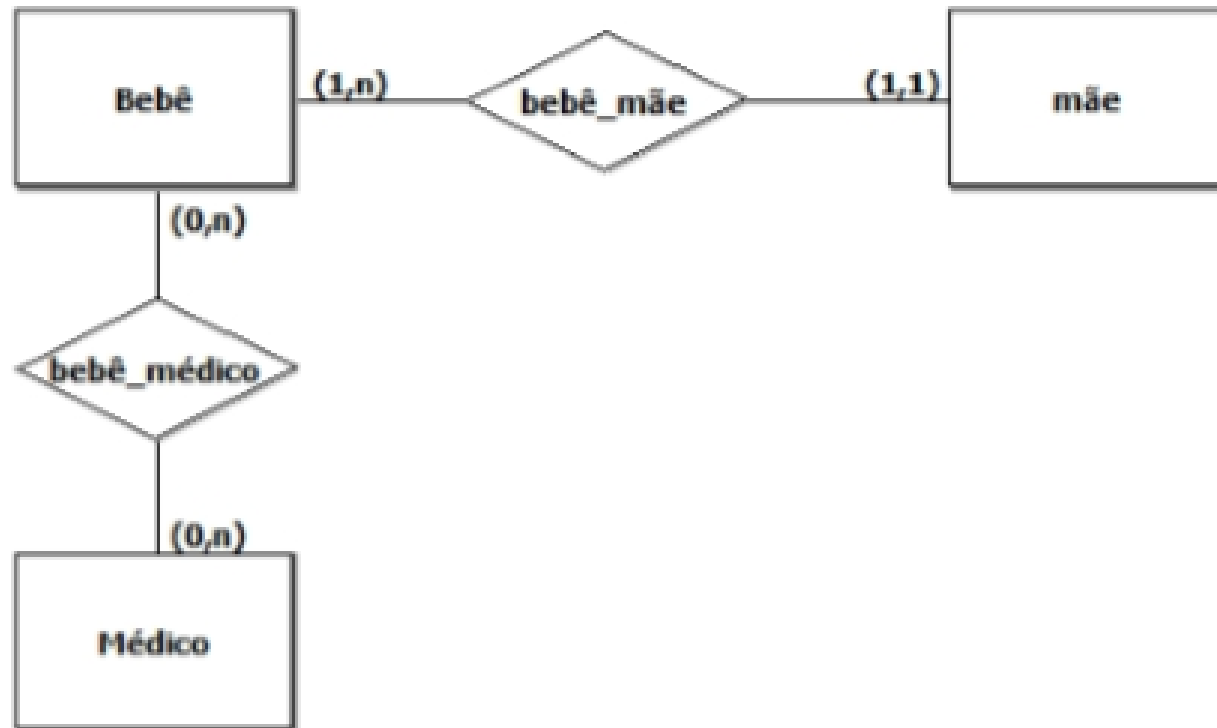 Bebê
(1,n)
bebê_mãe
(1,1)
mãe
(0,n)
bebê_médico
(0,n)
Médico